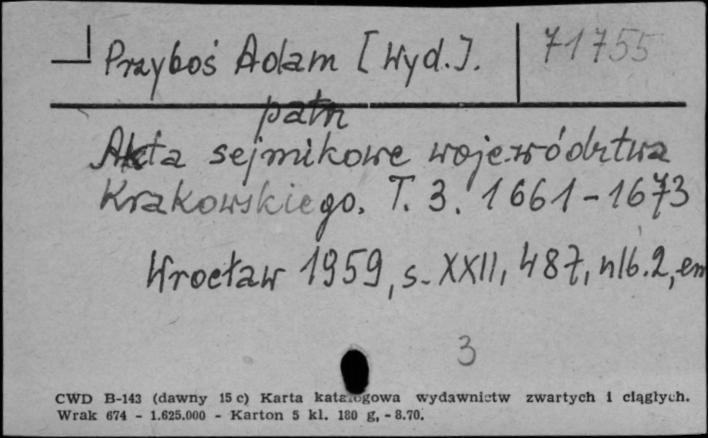 Przyboś Adam [Wyd.].
71755
patrz
Akta sejmikowe województwa
Krakowskiego. T. 3. 1661-1673
Wrocław 1959, s. XXII, 487, nlb. 2, em
3
CWD B-143 (dawny 15 c) Karta katalogowa wydawnictw zwartych i ciągłych.
Wrak 674 - 1.625.000 - Karton 5 kl. 180 g, - 8.70.